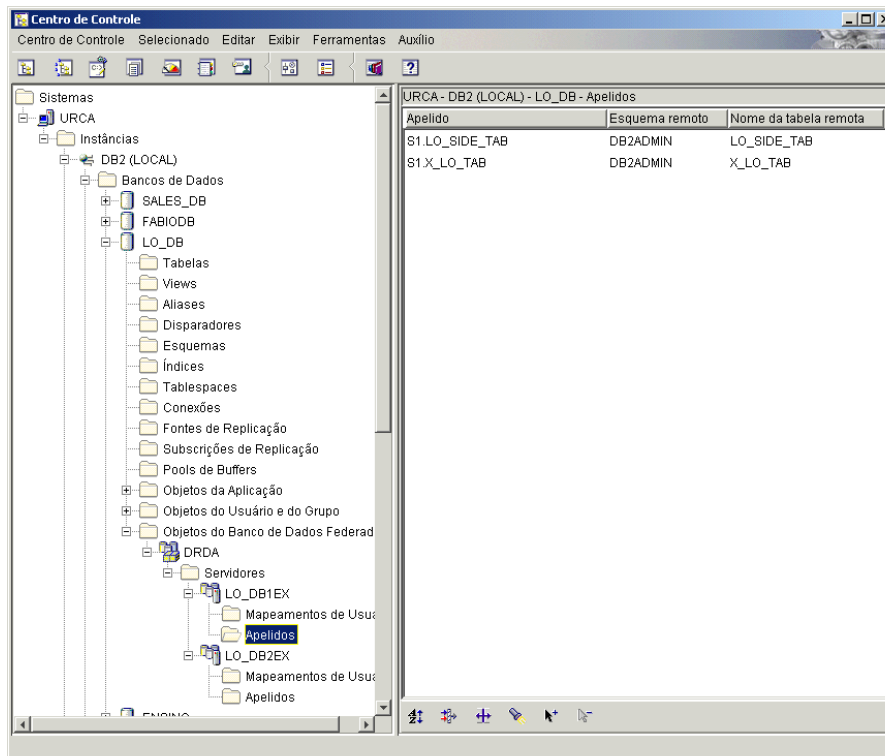 Centro de Controle
Centro de Controle Selecionado Editar Exibir Ferramentas Auxílio
Sistemas
URCA
Instâncias
DB2 (LOCAL)
Bancos de Dados
SALES_DB
FABIODB
LO_DB
Tabelas
Views
Aliases
Disparadores
Esquemas
Índices
Tablespaces
Conexões
Fontes de Replicação
Subscrições de Replicação
Pools de Buffers
Objetos da Aplicação
Objetos do Usuário e do Grupo
Objetos do Banco de Dados Federad
DRDA
Servidores
LO_DB1EX
Mapeamentos de Usua
Apelidos
LO_DB2EX
Mapeamentos de Usua
Apelidos
URCA - DB2 (LOCAL) - LO_DB - Apelidos
Apelido Esquema remoto Nome da tabela remota
S1.LO_SIDE_TAB DB2ADMIN LO_SIDE_TAB
S1.X_LO_TAB DB2ADMIN X_LO_TAB